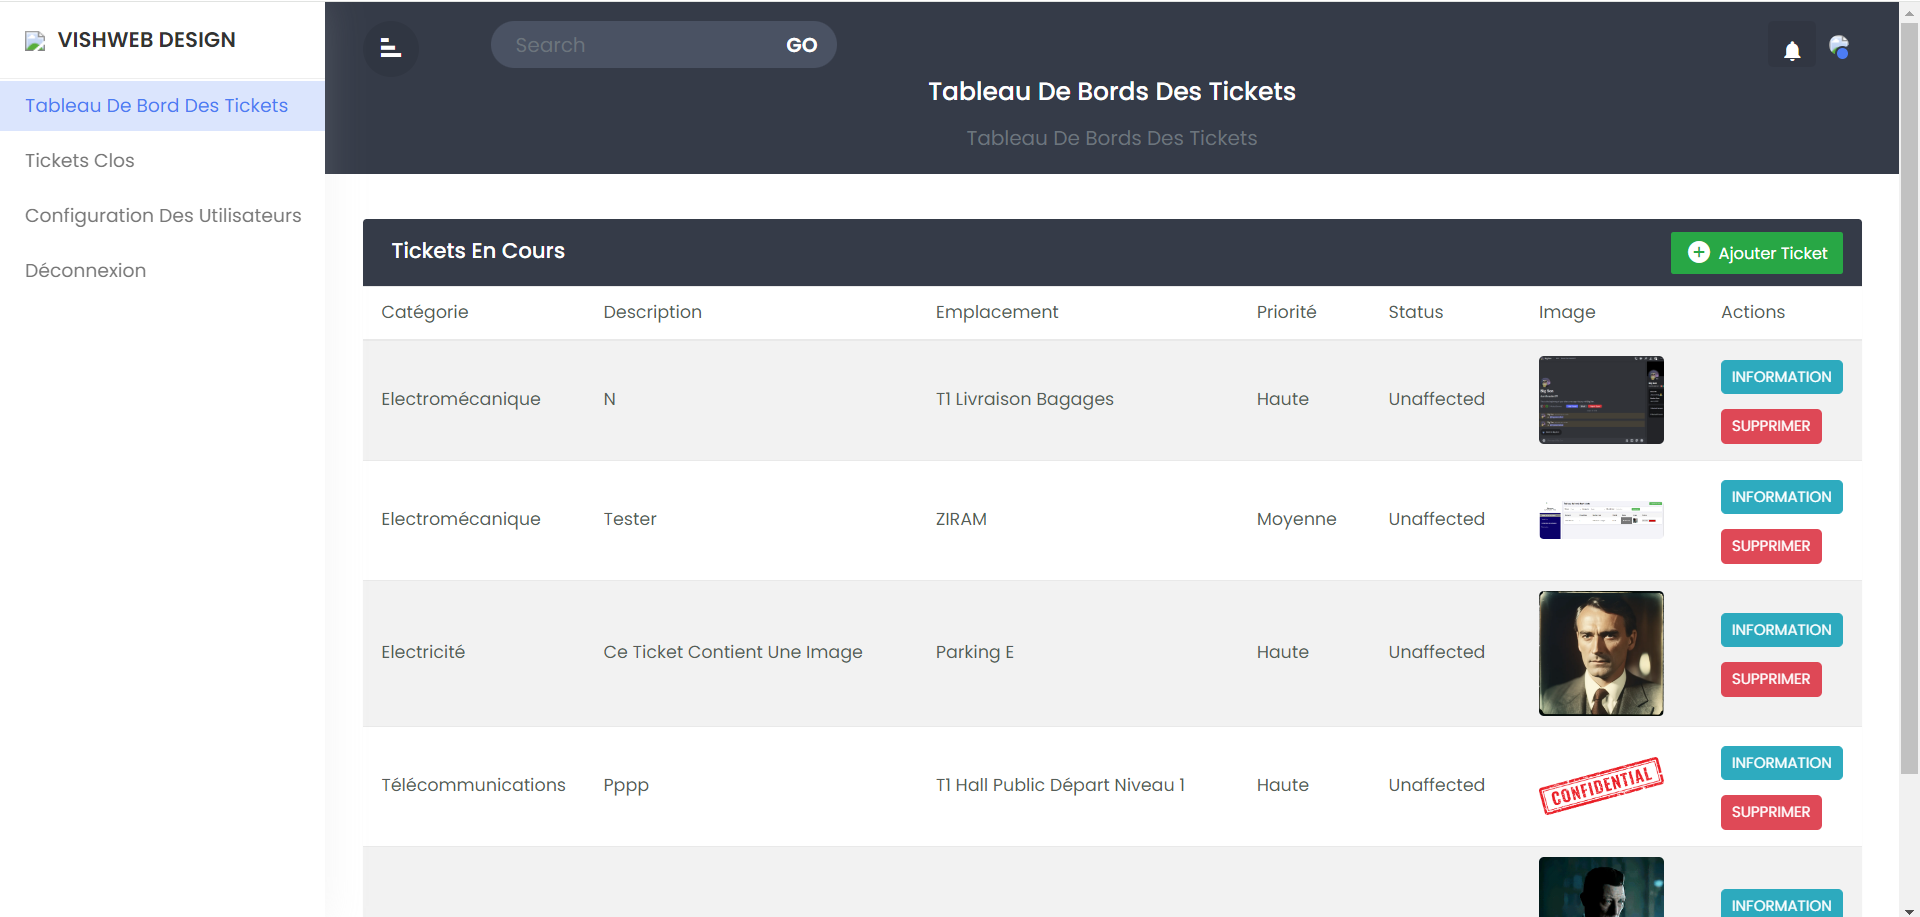 VISHWEB DESIGN
Search GO
Tableau De Bords Des Tickets
Tableau De Bords Des Tickets
Tableau De Bord Des Tickets
Tickets Clos
Configuration Des Utilisateurs
Déconnexion
Tickets En Cours
Ajouter Ticket
Catégorie Description Emplacement Priorité Status Image Actions
Electromécanique N T1 Livraison Bagages Haute Unaffected INFORMATION
SUPPRIMER
Electromécanique Tester ZIRAM Moyenne Unaffected INFORMATION
SUPPRIMER
Electricité Ce Ticket Contient Une Image Parking E Haute Unaffected INFORMATION
SUPPRIMER
Télécommunications Pppp T1 Hall Public Départ Niveau 1 Haute Unaffected CONFIDENTIAL INFORMATION
SUPPRIMER
INFORMATION